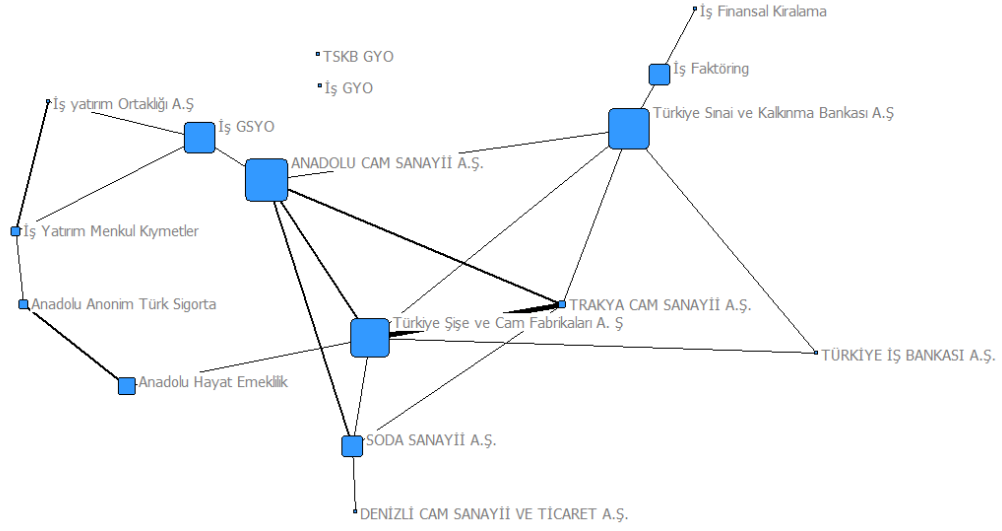 İş Finansal Kiralama
TSKB GYO
İş Faktöring
İş GYO
İş yatırım Ortaklığı A.Ş
Türkiye Sınai ve Kalkınma Bankası A.Ş
İş GSYO
ANADOLU CAM SANAYİİ A.Ş.
İş Yatırım Menkul Kıymetler
Anadolu Anonim Türk Sigorta
TRAKYA CAM SANAYİİ A.Ş.
Türkiye Şişe ve Cam Fabrikaları A. Ş
TÜRKİYE İŞ BANKASI A.Ş.
Anadolu Hayat Emeklilik
SODA SANAYİİ A.Ş.
DENİZLİ CAM SANAYİİ VE TİCARET A.Ş.